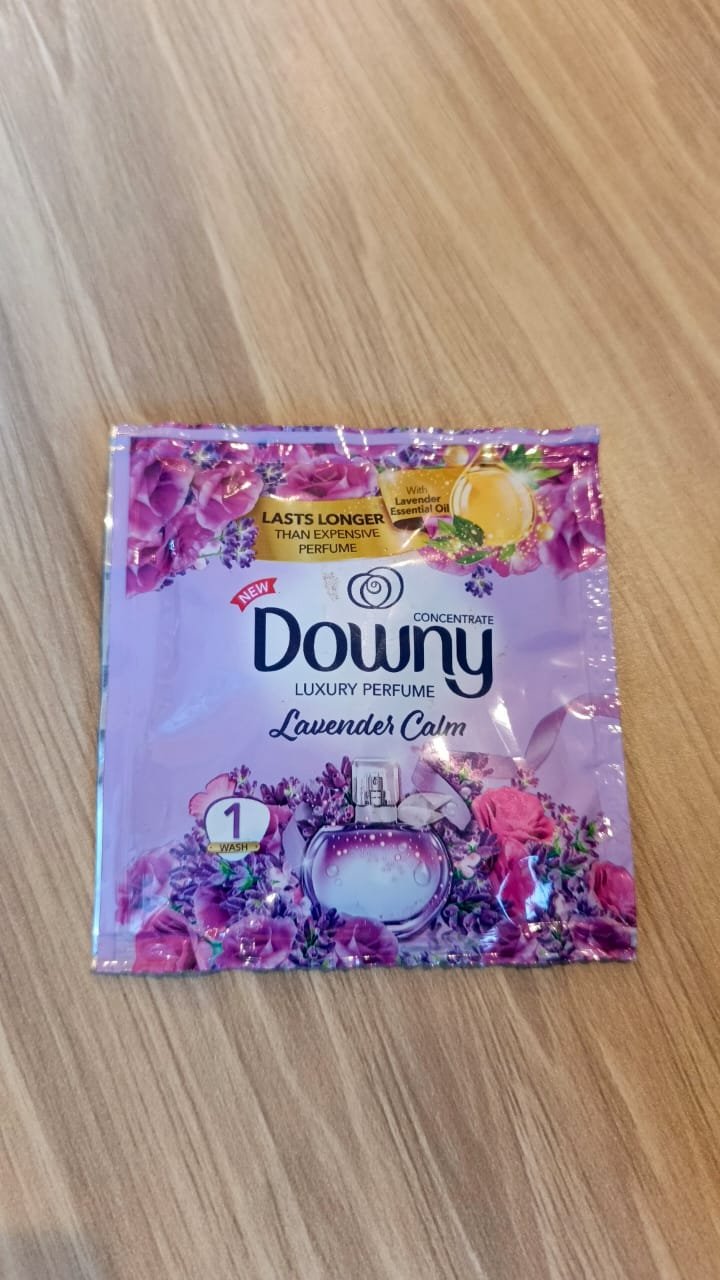 LASTS LONGER
THAN EXPENSIVE
PERFUME
With
Lavender
Essential Oil
NEW
Downy
CONCENTRATE
LUXURY PERFUME
Lavender Calm
1
WASH